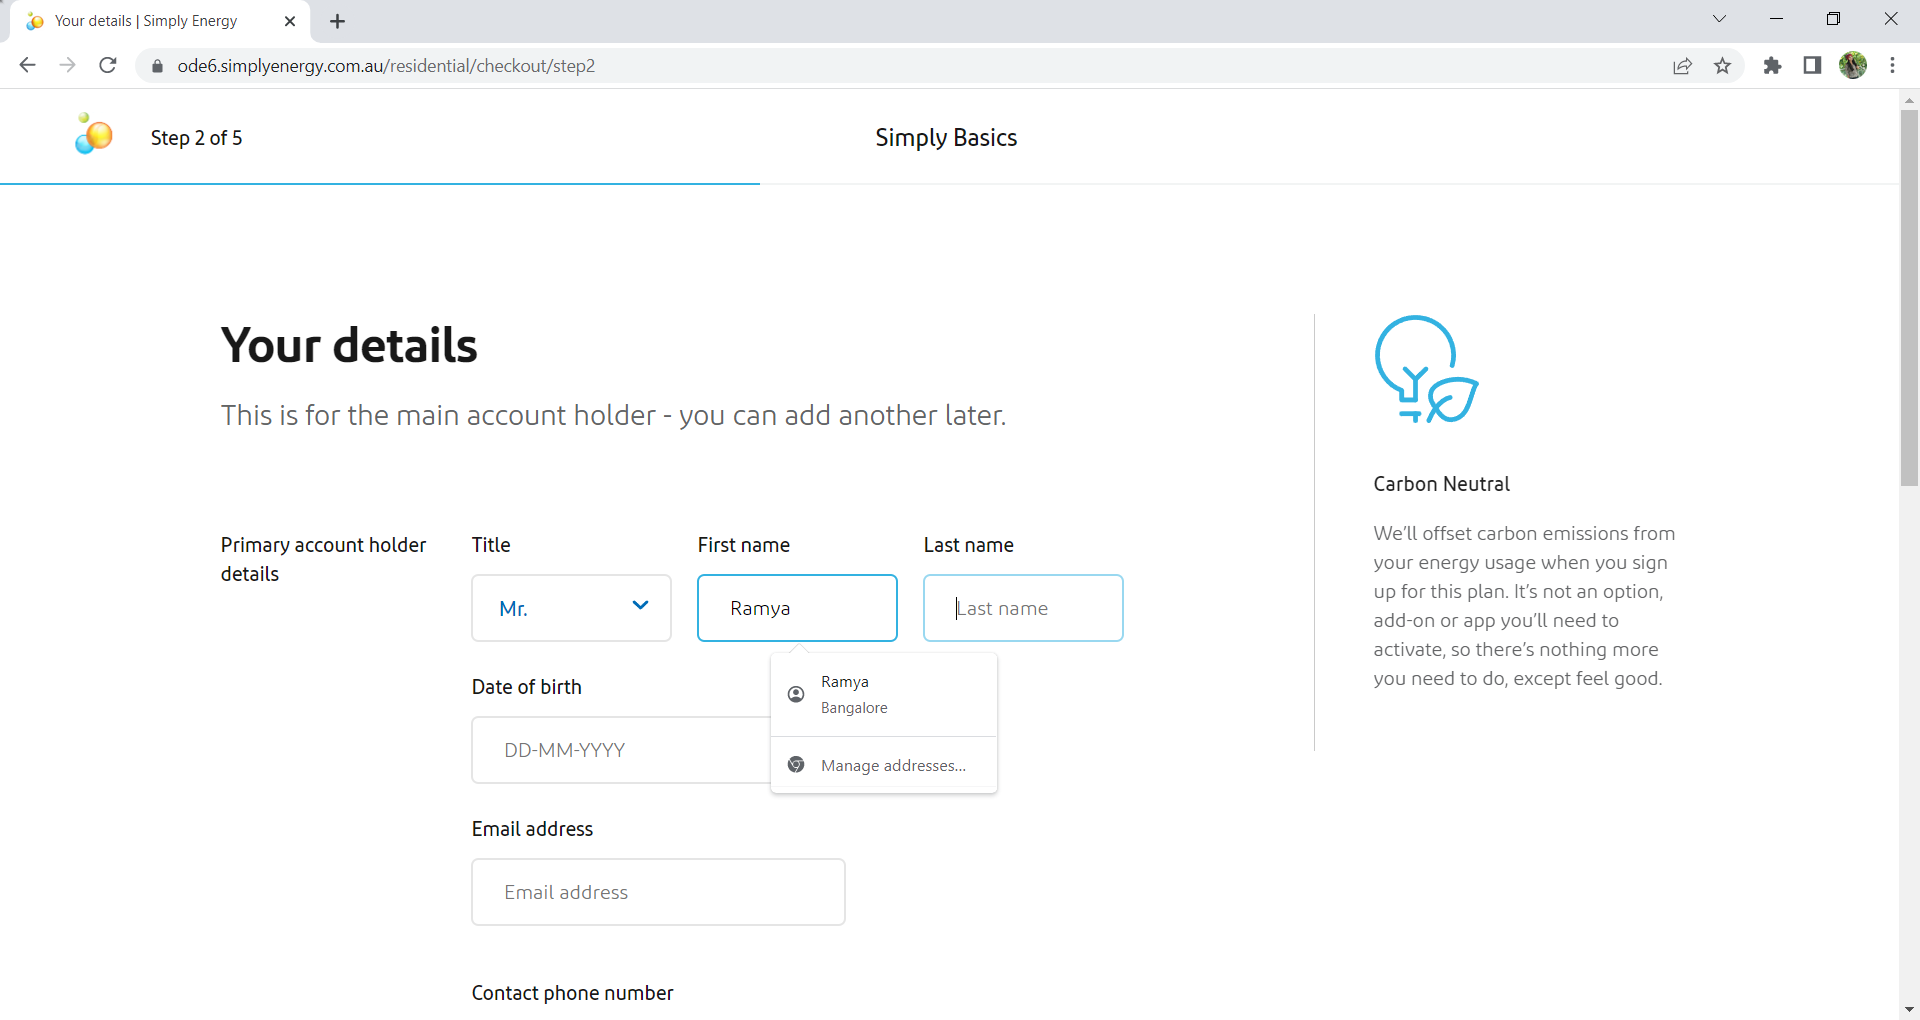 Your details | Simply Energy
ode6.simplyenergy.com.au/residential/checkout/step2
Step 2 of 5
Simply Basics
Your details
This is for the main account holder - you can add another later.
Primary account holder
details
Title
First name
Last name
Mr.
Ramya
Last name
Ramya
Bangalore
Manage addresses...
Date of birth
DD-MM-YYYY
Email address
Email address
Contact phone number
Carbon Neutral
We'll offset carbon emissions from
your energy usage when you sign
up for this plan. It's not an option,
add-on or app you'll need to
activate, so there's nothing more
you need to do, except feel good.